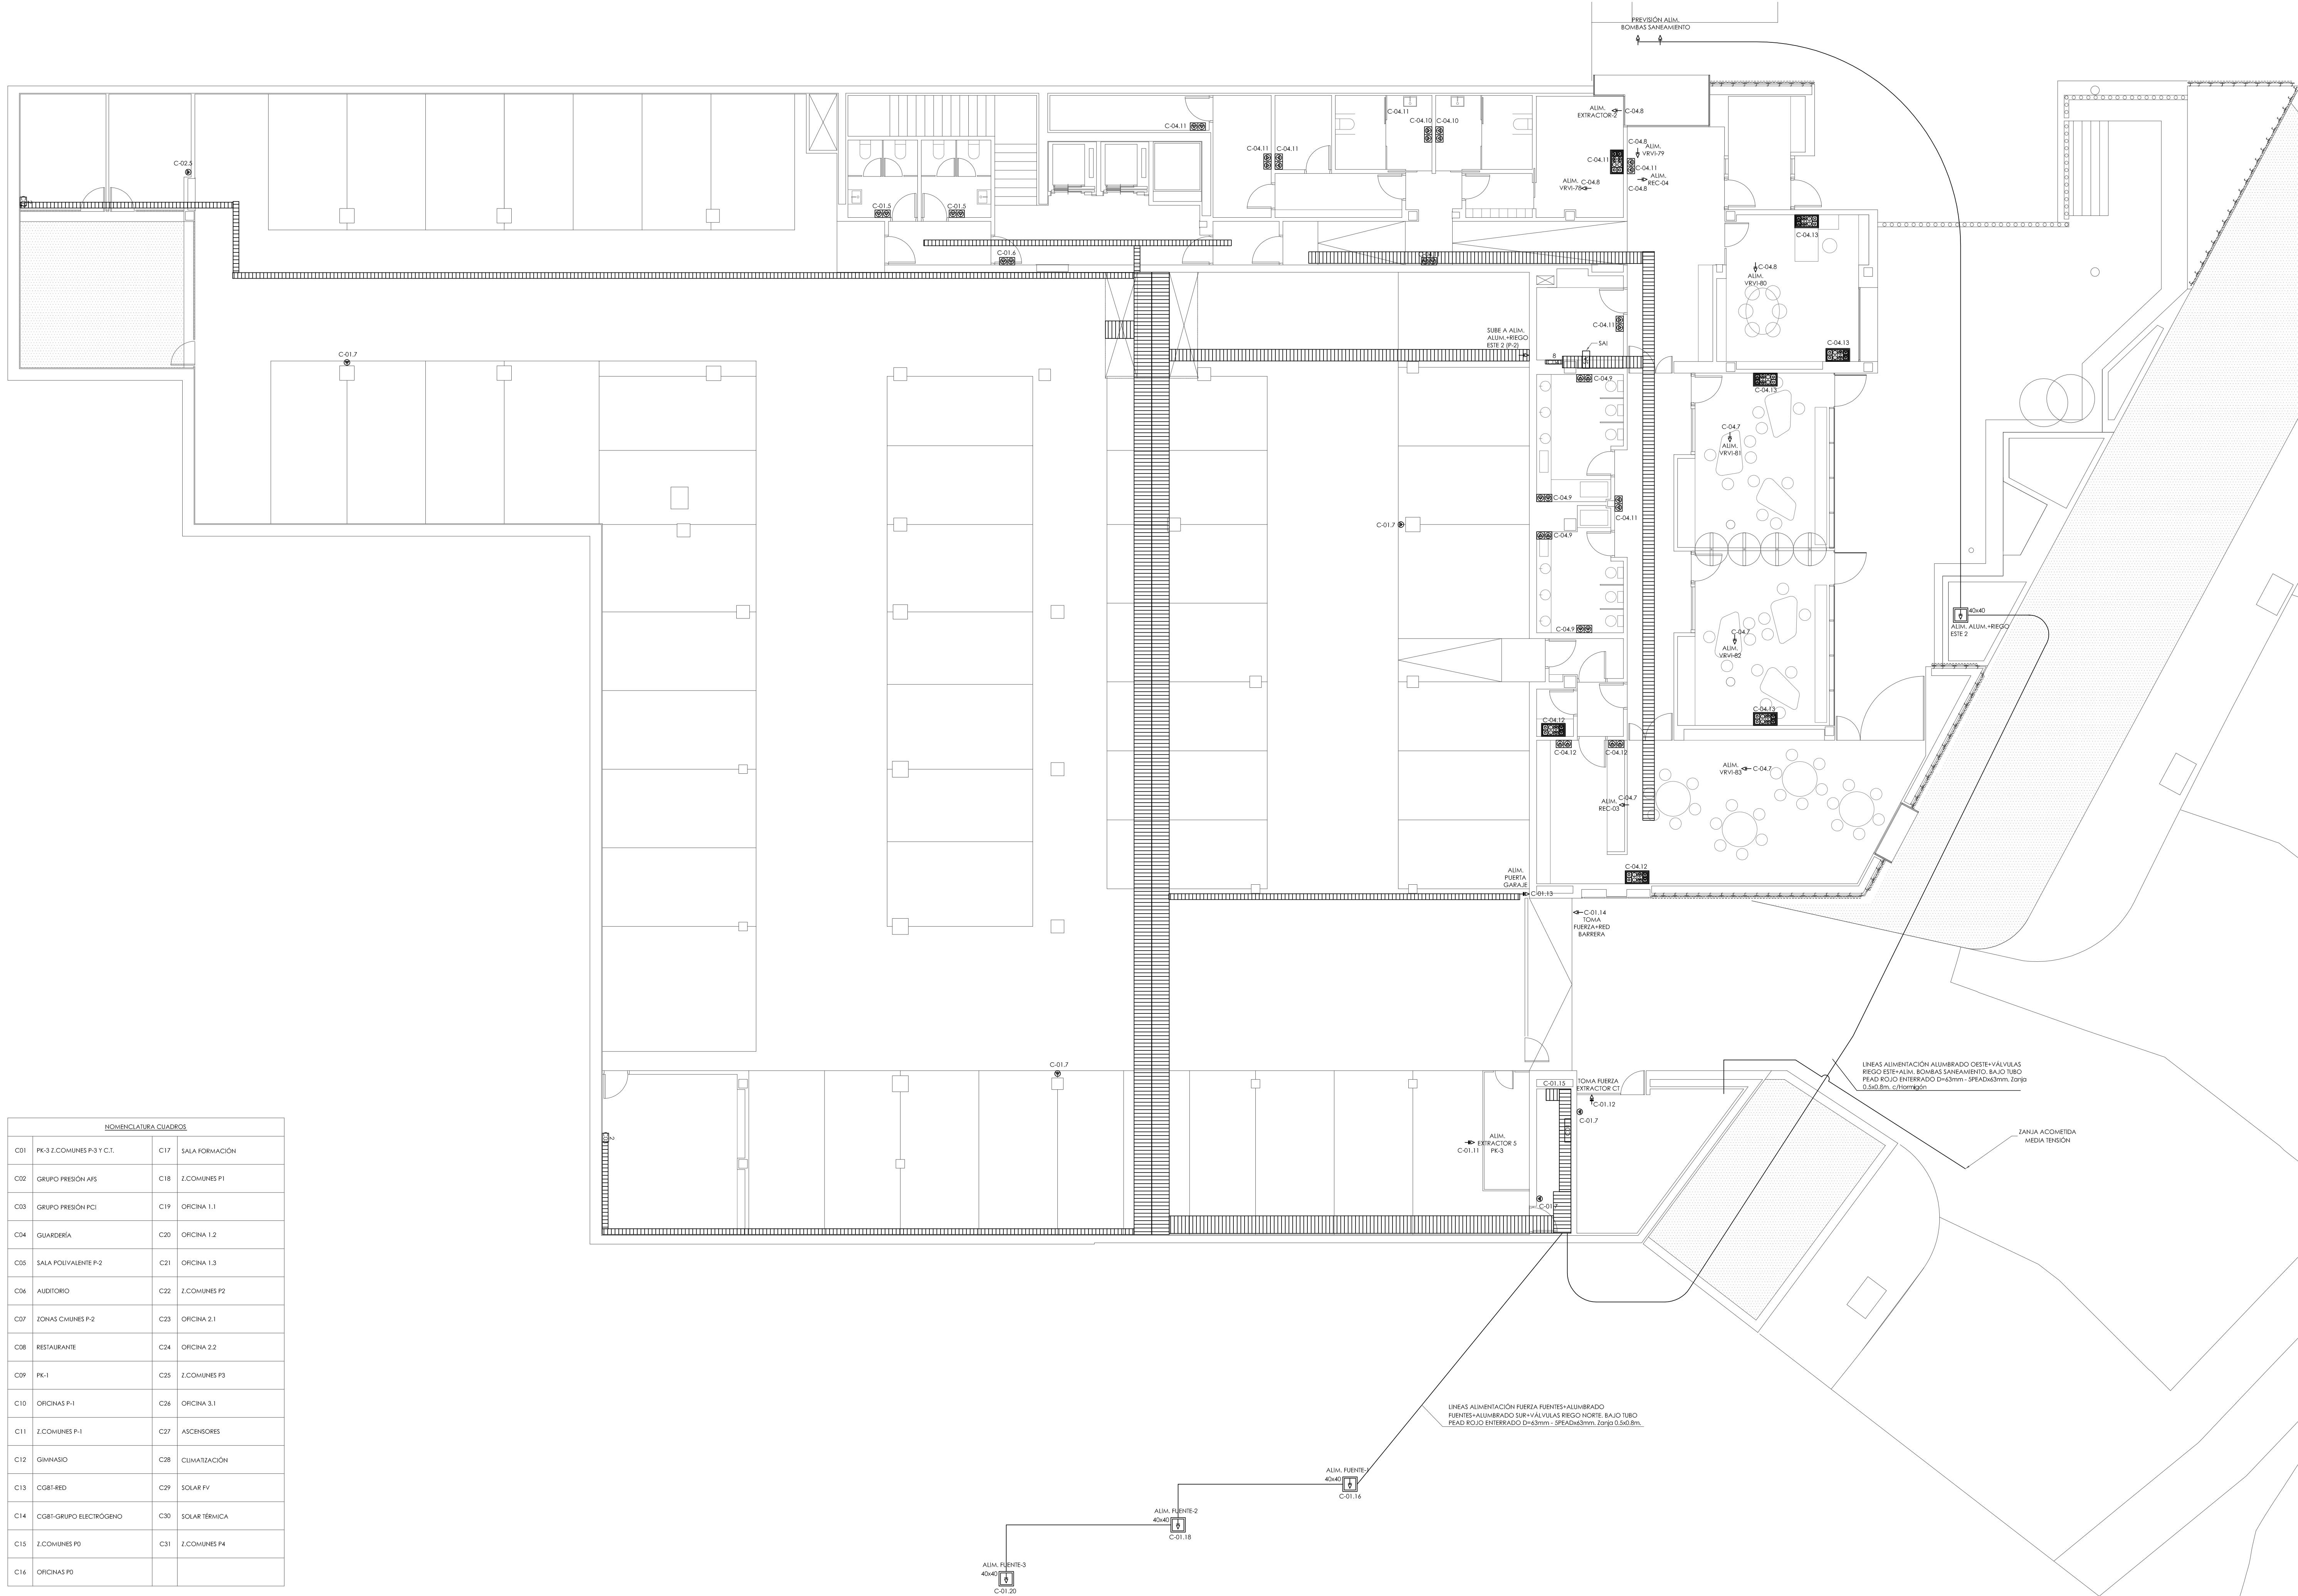 PREVISIÓN ALIM.
BOMBAS SANEAMIENTO
C-04.11
C-04.11
C-04.10
C-04.10
ALIM.
EXTRACTOR-2
C-04.8
C-04.11
C-04.11
C-04.11
C-04.8
ALIM.
VRVI-79
C-04.11
ALIM.
REC-04
C-04.8
ALIM.
VRVI-78
C-04.8
C-02.5
C-01.5
C-01.5
C-01.6
C-04.13
C-04.8
ALIM.
VRVI-80
C-04.11
SUBE A ALIM.
ALUM.+RIEGO
ESTE 2 (P-2)
SAI
8
C-04.13
C-01.7
C-04.9
C-04.13
C-04.7
ALIM.
VRVI-81
C-04.9
C-04.11
C-01.7
C-04.9
40x40
ALIM. ALUM.+RIEGO
ESTE 2
C-04.9
C-04.7
ALIM.
VRVI-82
C-04.13
C-04.12
C-04.12
C-04.12
ALIM.
VRVI-83
C-04.7
ALIM.
REC-03
C-04.7
C-04.12
ALIM.
PUERTA
GARAJE
C-01.13
C-01.14
TOMA
FUERZA+RED
BARRERA
C-01.7
C-01.15
TOMA FUERZA
EXTRACTOR CT
C-01.12
C-01.7
LINEAS ALIMENTACIÓN ALUMBRADO OESTE+VÁLVULAS
RIEGO ESTE+ALIM. BOMBAS SANEAMIENTO. BAJO TUBO
PEAD ROJO ENTERRADO D=63mm - 5PEADx63mm. Zanja
0.5x0.8m. c/Hormigón
ZANJA ACOMETIDA
MEDIA TENSIÓN
ALIM.
EXTRACTOR 5
PK-3
C-01.11
C-01.7
NOMENCLATURA CUADROS
C01 PK-3 Z.COMUNES P-3 Y C.T. C17 SALA FORMACIÓN
C02 GRUPO PRESIÓN AFS C18 Z.COMUNES P1
C03 GRUPO PRESIÓN PCI C19 OFICINA 1.1
C04 GUARDERÍA C20 OFICINA 1.2
C05 SALA POLIVALENTE P-2 C21 OFICINA 1.3
C06 AUDITORIO C22 Z.COMUNES P2
C07 ZONAS CMUNES P-2 C23 OFICINA 2.1
C08 RESTAURANTE C24 OFICINA 2.2
C09 PK-1 C25 Z.COMUNES P3
C10 OFICINAS P-1 C26 OFICINA 3.1
C11 Z.COMUNES P-1 C27 ASCENSORES
C12 GIMNASIO C28 CLIMATIZACIÓN
C13 CGBT-RED C29 SOLAR FV
C14 CGBT-GRUPO ELECTRÓGENO C30 SOLAR TÉRMICA
C15 Z.COMUNES P0 C31 Z.COMUNES P4
C16 OFICINAS P0
LINEAS ALIMENTACIÓN FUERZA FUENTES+ALUMBRADO
FUENTES+ALUMBRADO SUR+VÁLVULAS RIEGO NORTE. BAJO TUBO
PEAD ROJO ENTERRADO D=63mm - 5PEADx63mm. Zanja 0.5x0.8m.
ALIM. FUENTE-1
40x40
C-01.16
ALIM. FUENTE-2
40x40
C-01.18
ALIM. FUENTE-3
40x40
C-01.20